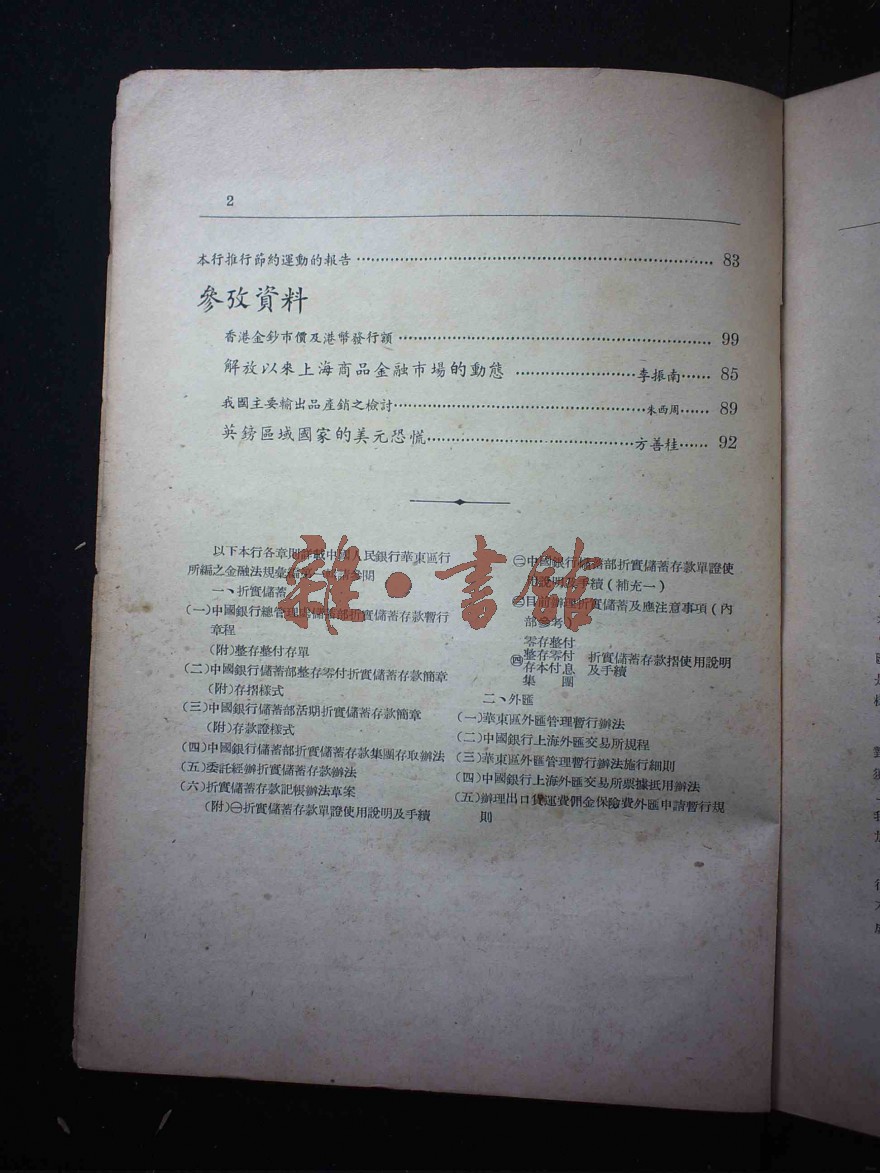 2
本行推行節約運動的報告 83
參攷資料
香港金鈔市價及港幣發行額 99
解放以來上海商品金融市場的動態 李振南 85
我國主要輸出品產銷之檢討 朱西周 89
英鎊區域國家的美元恐慌 方善桂 92
以下本行各章則詳載中國人民銀行華東區行
所編之金融法規彙編
一、折實儲蓄
(一)中國銀行總管理處儲蓄部折實儲蓄存款暫行
章程
(附)整存整付存單
(二)中國銀行儲蓄部整存零付折實儲蓄存款簡章
(附)存摺樣式
(三)中國銀行儲蓄部活期折實儲蓄存款簡章
(附)存款證樣式
(四)中國銀行儲蓄部折實儲蓄存款集團存取辦法
(五)委託經辦折實儲蓄存款辦法
(六)折實儲蓄存款記帳辦法草案
(附)㊀折實儲蓄存款單證使用說明及手續
㊁中國銀行儲蓄部折實儲蓄存款單證使
用說明及手續(補充一)
㊂目前辦理折實儲蓄及應注意事項(內
部參考)
㊃零存整付
整存零付
存本付息
集團
折實儲蓄存款摺使用說明
及手續
二、外匯
(一)華東區外匯管理暫行辦法
(二)中國銀行上海外匯交易所規程
(三)華東區外匯管理暫行辦法施行細則
(四)中國銀行上海外匯交易所票據抵用辦法
(五)辦理出口貨運費佣金保險費外匯申請暫行規
則
雜·書館